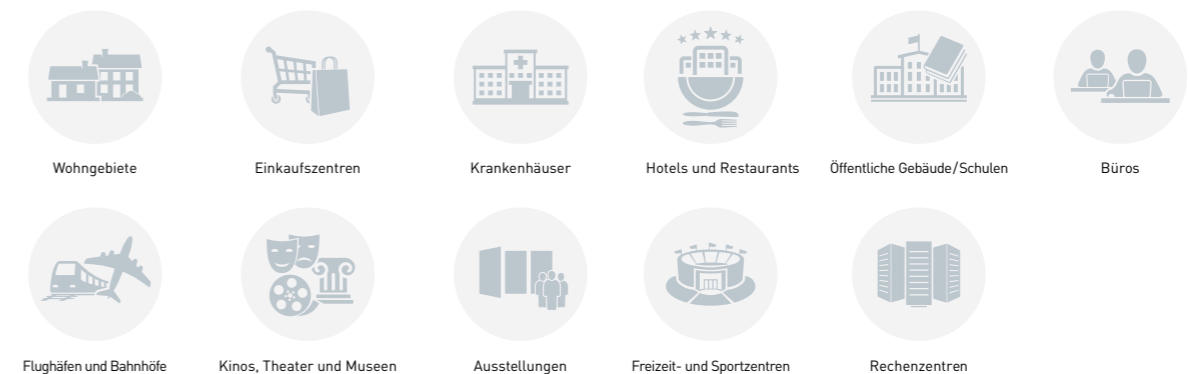 Wohngebiete
Einkaufszentren
Krankenhäuser
Hotels und Restaurants
Öffentliche Gebäude/Schulen
Büros
Flughäfen und Bahnhöfe
Kinos, Theater und Museen
Ausstellungen
Freizeit- und Sportzentren
Rechenzentren